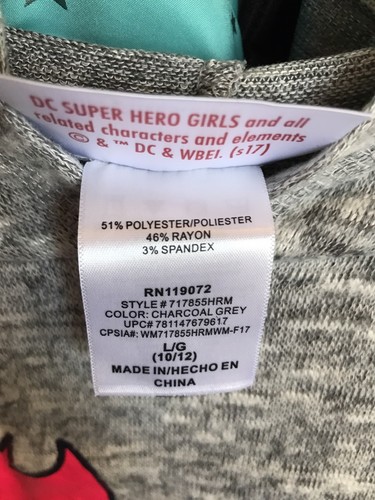 DC SUPER HERO GIRLS and all
related characters and elements
© & ™ DC & WBEI. (s17)
51% POLYESTER/POLIESTER
46% RAYON
3% SPANDEX
RN119072
STYLE # 717855HRM
COLOR: CHARCOAL GREY
UPC# 781147679617
CPSIA#: WM717855HRMWM-F17
L/G
(10/12)
MADE IN/HECHO EN
CHINA